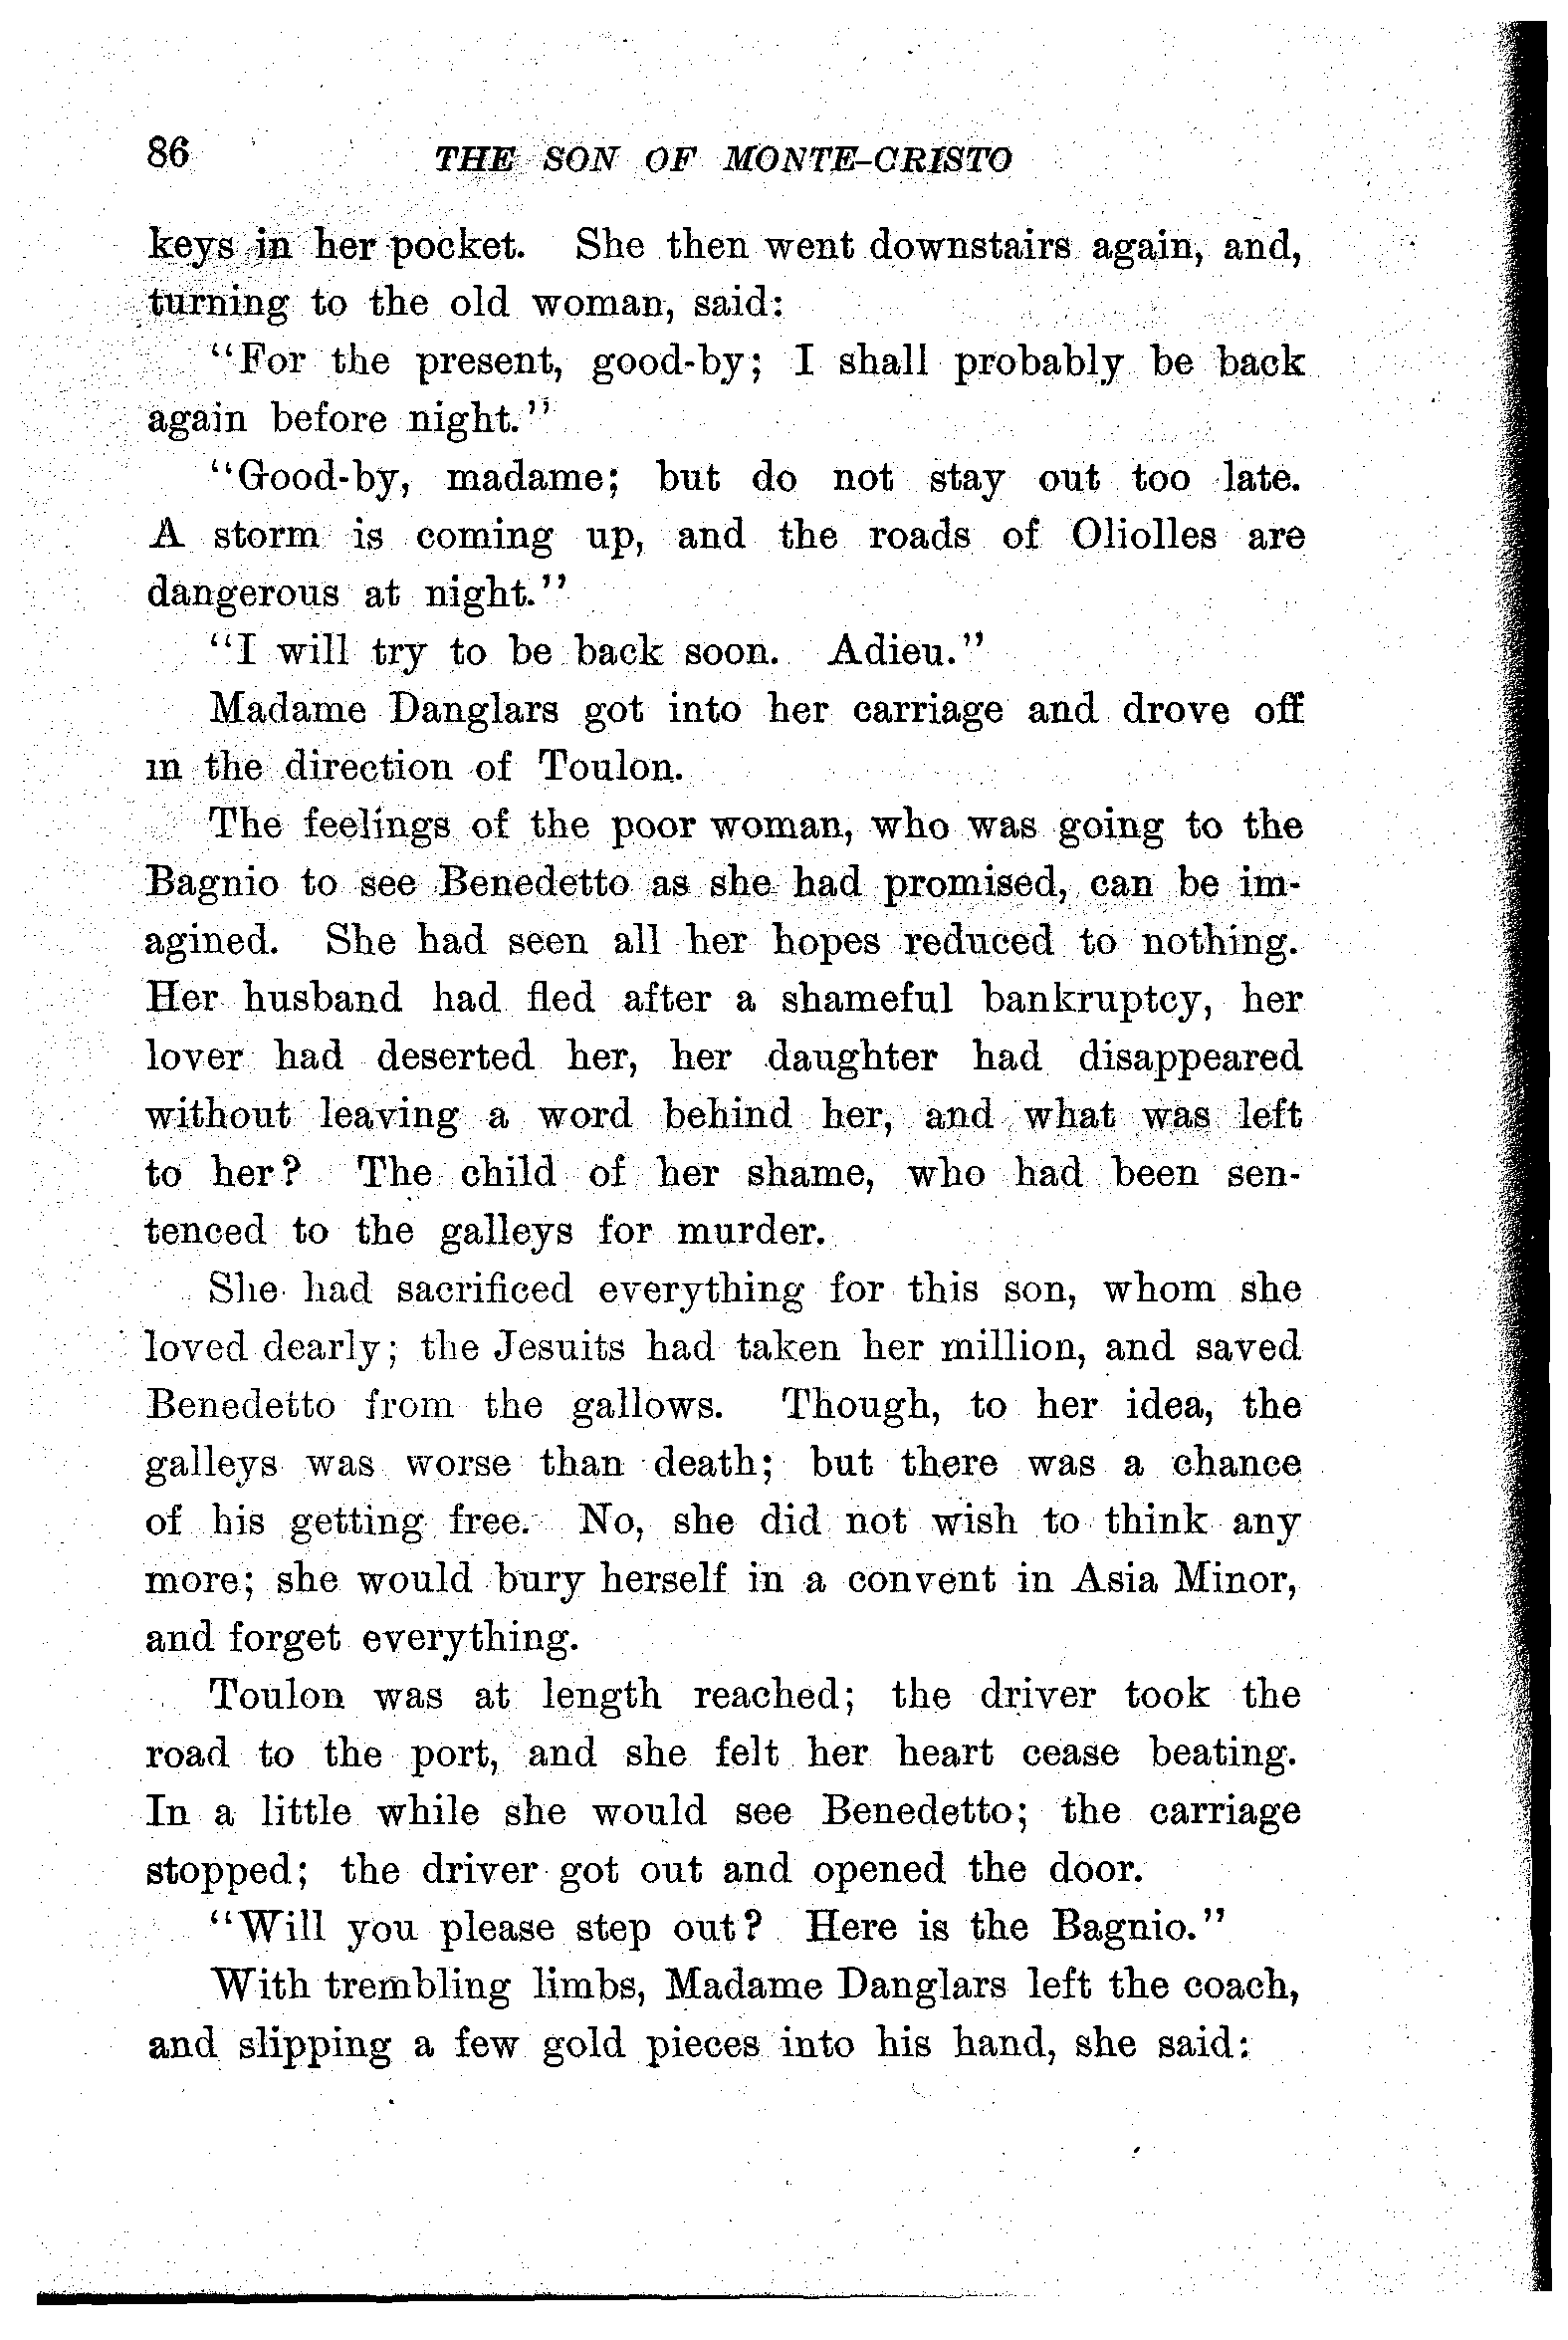 86 THE SON OF MONTE-CRISTO
keys in her pocket. She then went downstairs again, and,
turning to the old woman, said:
"For the present, good-by; I shall probably be back
again before night."
"Good-by, madame; but do not stay out too late.
A storm is coming up, and the roads of Oliolles are
dangerous at night."
"I will try to be back soon. Adieu."
Madame Danglars got into her carriage and drove off
in the direction of Toulon.
The feelings of the poor woman, who was going to the
Bagnio to see Benedetto as she had promised, can be im-
agined. She had seen all her hopes reduced to nothing.
Her husband had fled after a shameful bankruptcy, her
lover had deserted her, her daughter had disappeared
without leaving a word behind her, and what was left
to her? The child of her shame, who had been sen-
tenced to the galleys for murder.
She had sacrificed everything for this son, whom she
loved dearly; the Jesuits had taken her million, and saved
Benedetto from the gallows. Though, to her idea, the
galleys was worse than death; but there was a chance
of his getting free. No, she did not wish to think any
more; she would bury herself in a convent in Asia Minor,
and forget everything.
Toulon was at length reached; the driver took the
road to the port, and she felt her heart cease beating.
In a little while she would see Benedetto; the carriage
stopped; the driver got out and opened the door.
"Will you please step out? Here is the Bagnio."
With trembling limbs, Madame Danglars left the coach,
and slipping a few gold pieces into his hand, she said: